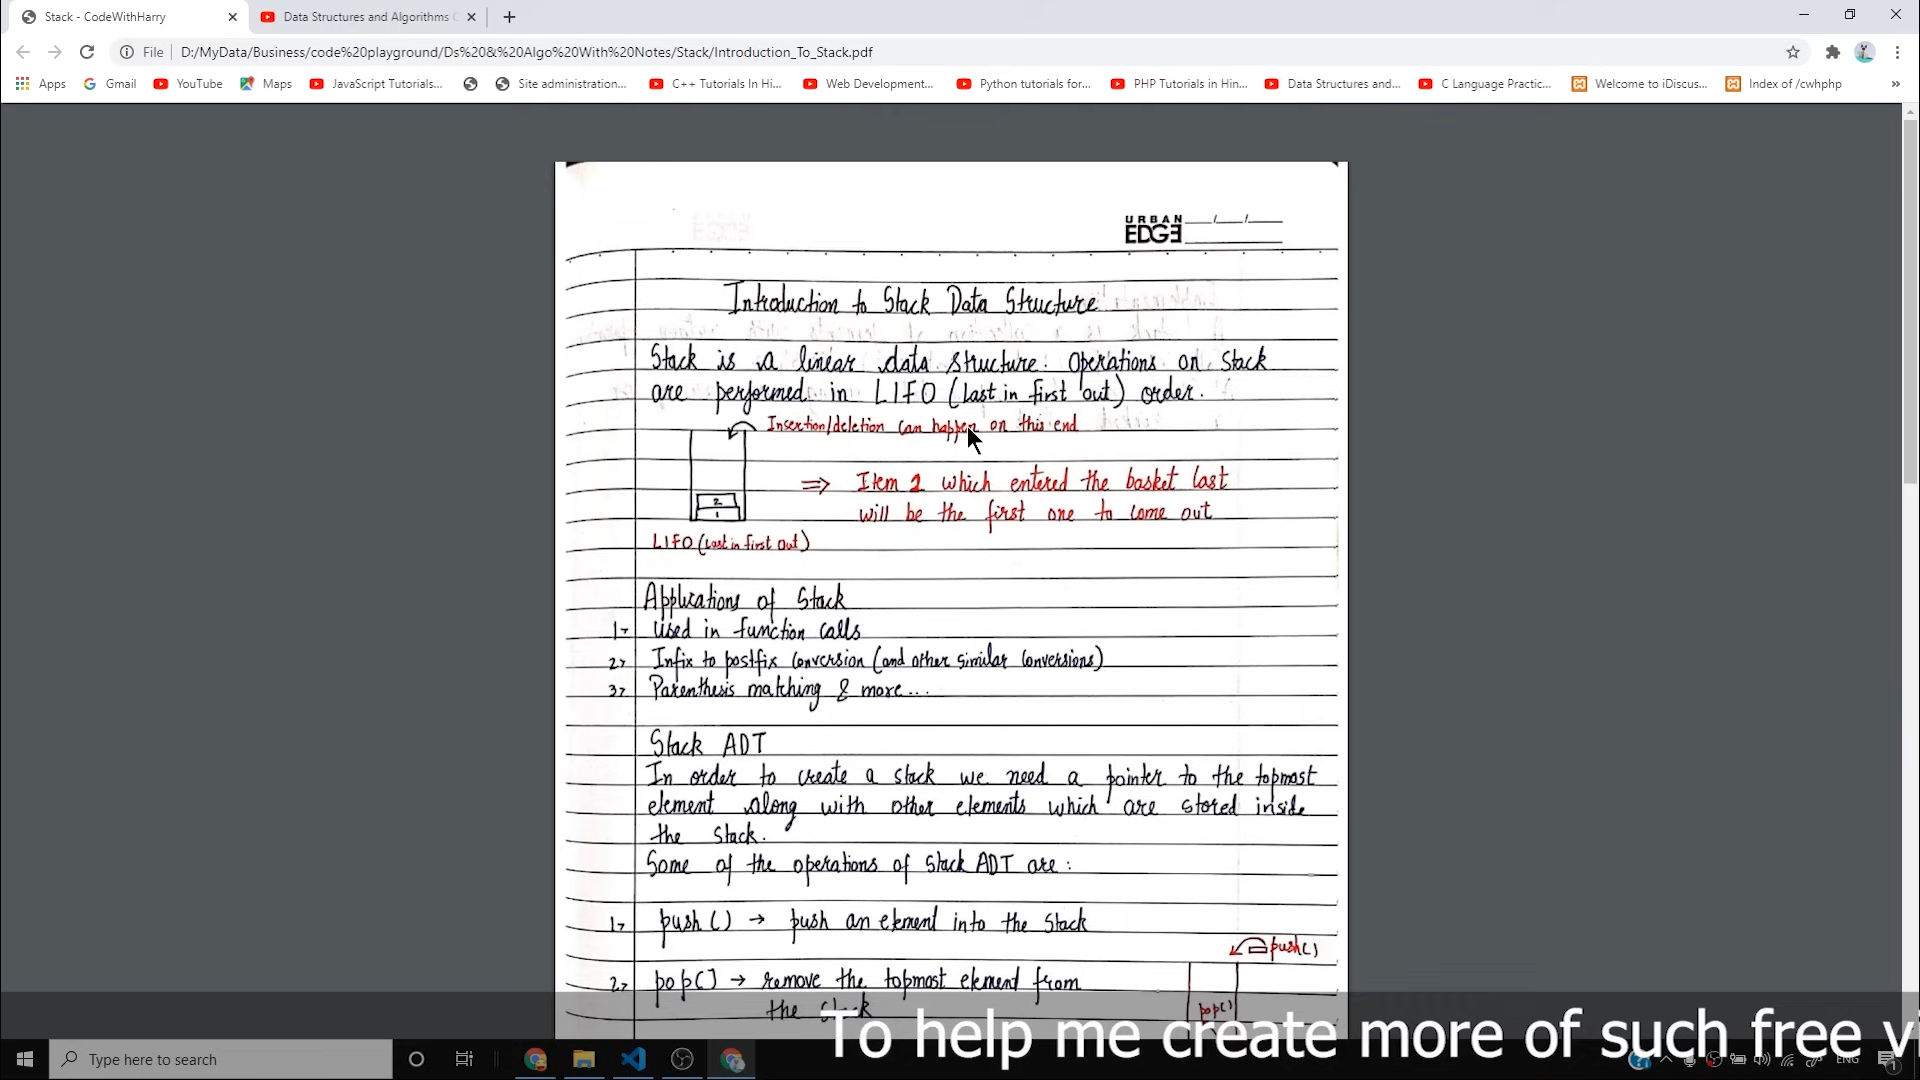 Stack - CodeWithHarry
Data Structures and Algorithms C
File D:/MyData/Business/code%20playground/Ds%20&%20Algo%20With%20Notes/Stack/Introduction_To_Stack.pdf
Apps Gmail YouTube Maps JavaScript Tutorials... Site administration... C++ Tutorials In Hi... Web Development... Python tutorials for... PHP Tutorials in Hin... Data Structures and... C Language Practic... Welcome to iDiscus... Index of /cwhphp »
URBAN
EDGE
Introduction to Stack Data Structure
Stack is a linear data structure. Operations on Stack
are performed in LIFO (last in first out) order.
Insertion/deletion can happen on this end
2
1
⇒ Item 2 which entered the basket last
will be the first one to come out
LIFO (Last in first out)
Applications of Stack
1> Used in function calls
2> Infix to postfix conversion (and other similar conversions)
3> Parenthesis matching & more...
Stack ADT
In order to create a stack we need a pointer to the topmost
element along with other elements which are stored inside
the stack.
Some of the operations of Stack ADT are :
1> push() → push an element into the Stack
push()
2> pop() → remove the topmost element from
the stack
pop()
To help me create more of such free vi
Type here to search
ENG
1